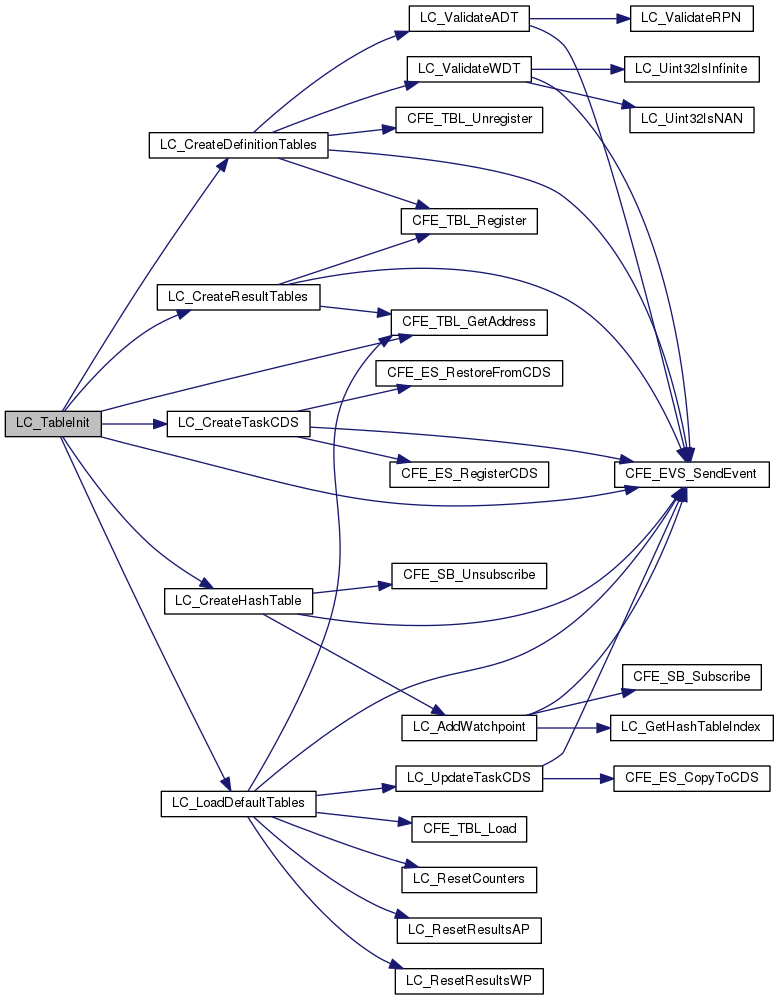 LC_ValidateADT
LC_ValidateRPN
LC_ValidateWDT
LC_Uint32IsInfinite
LC_Uint32IsNAN
CFE_TBL_Unregister
LC_CreateDefinitionTables
CFE_TBL_Register
LC_CreateResultTables
CFE_TBL_GetAddress
CFE_ES_RestoreFromCDS
LC_TableInit
LC_CreateTaskCDS
CFE_ES_RegisterCDS
CFE_EVS_SendEvent
CFE_SB_Unsubscribe
LC_CreateHashTable
CFE_SB_Subscribe
LC_AddWatchpoint
LC_GetHashTableIndex
LC_UpdateTaskCDS
CFE_ES_CopyToCDS
LC_LoadDefaultTables
CFE_TBL_Load
LC_ResetCounters
LC_ResetResultsAP
LC_ResetResultsWP